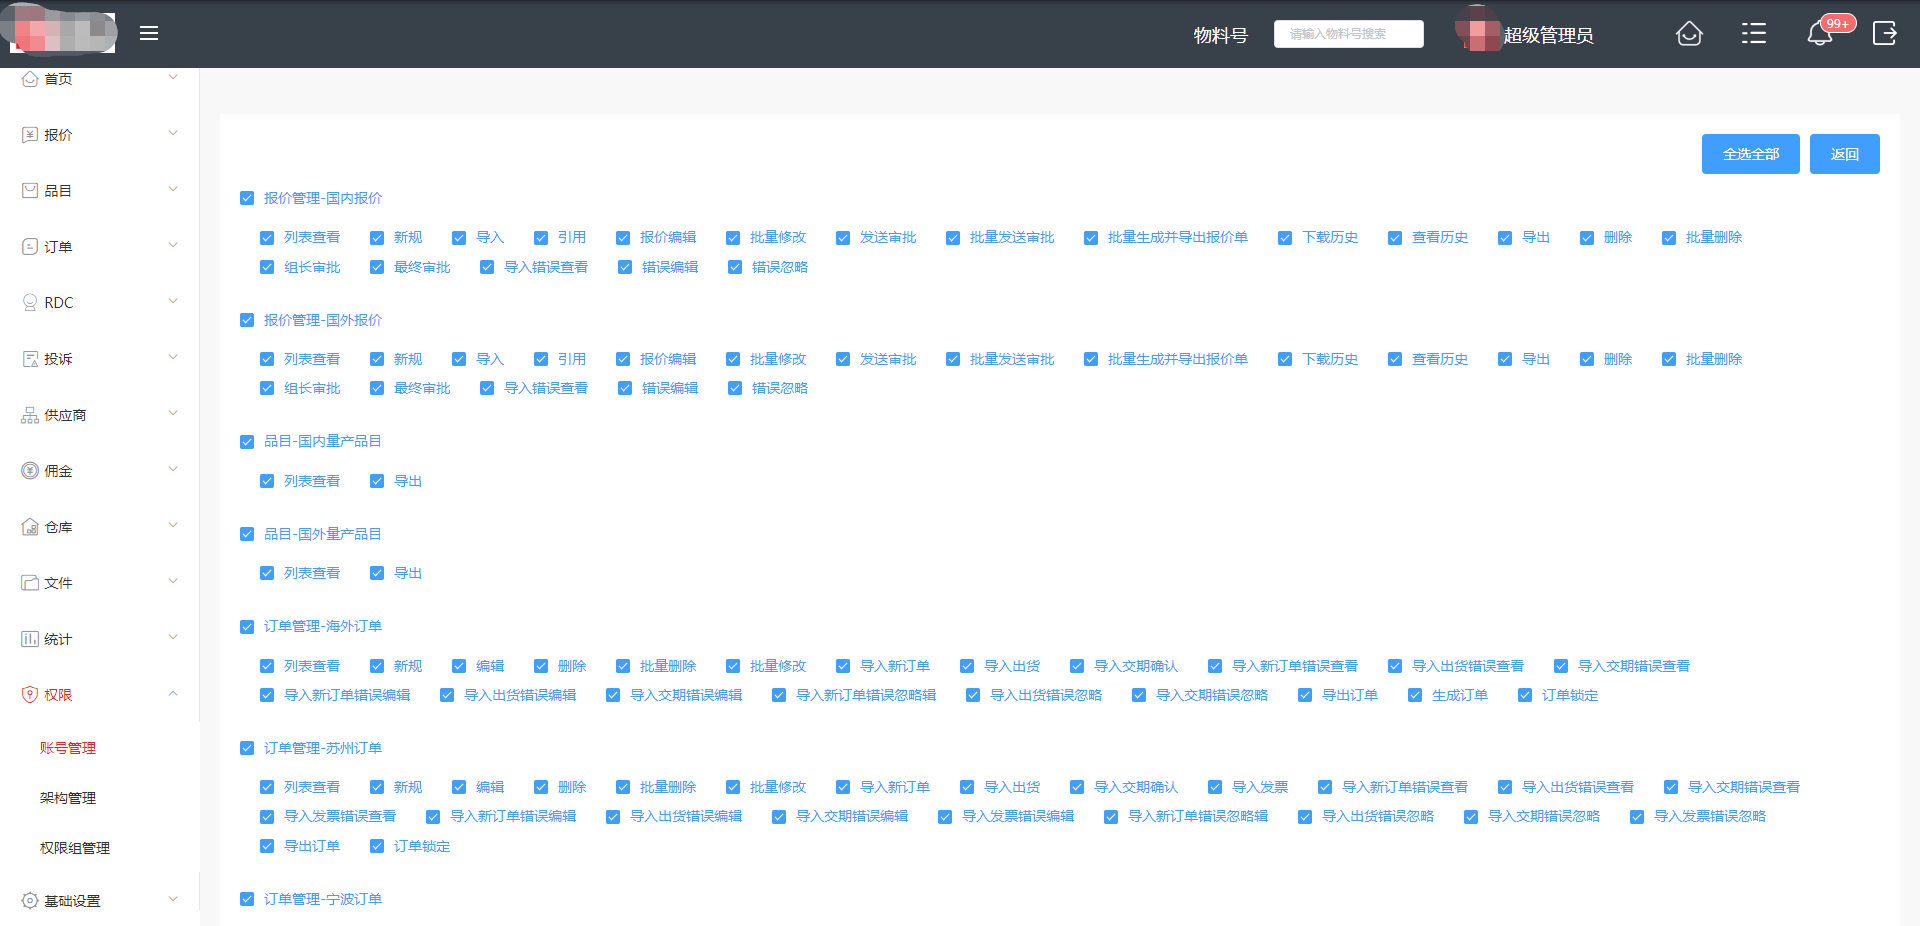 物料号 请输入物料号搜索 超级管理员 99+
首页
报价
品目
订单
RDC
投诉
供应商
佣金
仓库
文件
统计
权限
账号管理
架构管理
权限组管理
基础设置
全选全部 返回
报价管理-国内报价
列表查看 新规 导入 引用 报价编辑 批量修改 发送审批 批量发送审批 批量生成并导出报价单 下载历史 查看历史 导出 删除 批量删除
组长审批 最终审批 导入错误查看 错误编辑 错误忽略
报价管理-国外报价
列表查看 新规 导入 引用 报价编辑 批量修改 发送审批 批量发送审批 批量生成并导出报价单 下载历史 查看历史 导出 删除 批量删除
组长审批 最终审批 导入错误查看 错误编辑 错误忽略
品目-国内量产品目
列表查看 导出
品目-国外量产品目
列表查看 导出
订单管理-海外订单
列表查看 新规 编辑 删除 批量删除 批量修改 导入新订单 导入出货 导入交期确认 导入新订单错误查看 导入出货错误查看 导入交期错误查看
导入新订单错误编辑 导入出货错误编辑 导入交期错误编辑 导入新订单错误忽略辑 导入出货错误忽略 导入交期错误忽略 导出订单 生成订单 订单锁定
订单管理-苏州订单
列表查看 新规 编辑 删除 批量删除 批量修改 导入新订单 导入出货 导入交期确认 导入发票 导入新订单错误查看 导入出货错误查看 导入交期错误查看
导入发票错误查看 导入新订单错误编辑 导入出货错误编辑 导入交期错误编辑 导入发票错误编辑 导入新订单错误忽略辑 导入出货错误忽略 导入交期错误忽略 导入发票错误忽略
导出订单 订单锁定
订单管理-宁波订单